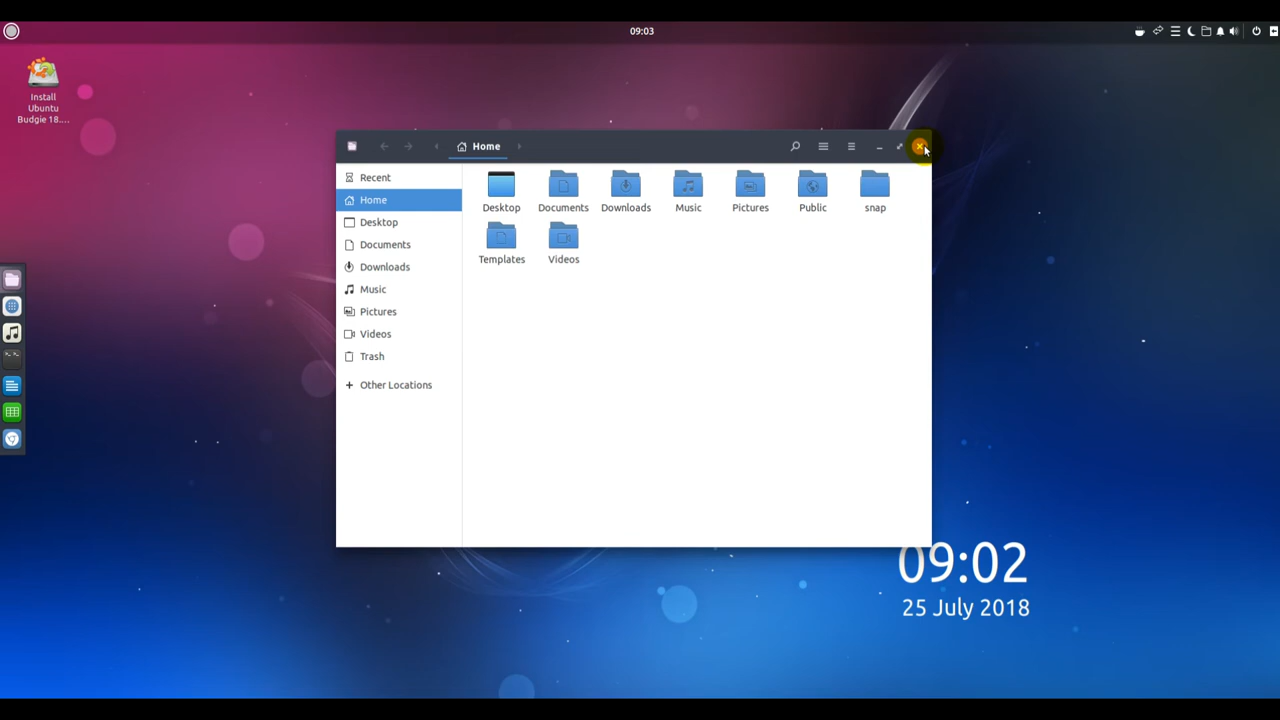 09:03
Install
Ubuntu
Budgie 18....
Home
Recent
Home
Desktop
Documents
Downloads
Music
Pictures
Videos
Trash
Other Locations
Desktop
Documents
Downloads
Music
Pictures
Public
snap
Templates
Videos
09:02
25 July 2018